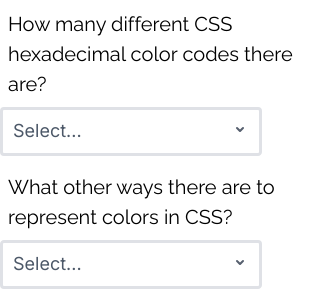 How many different CSS
hexadecimal color codes there
are?
Select...
What other ways there are to
represent colors in CSS?
Select...